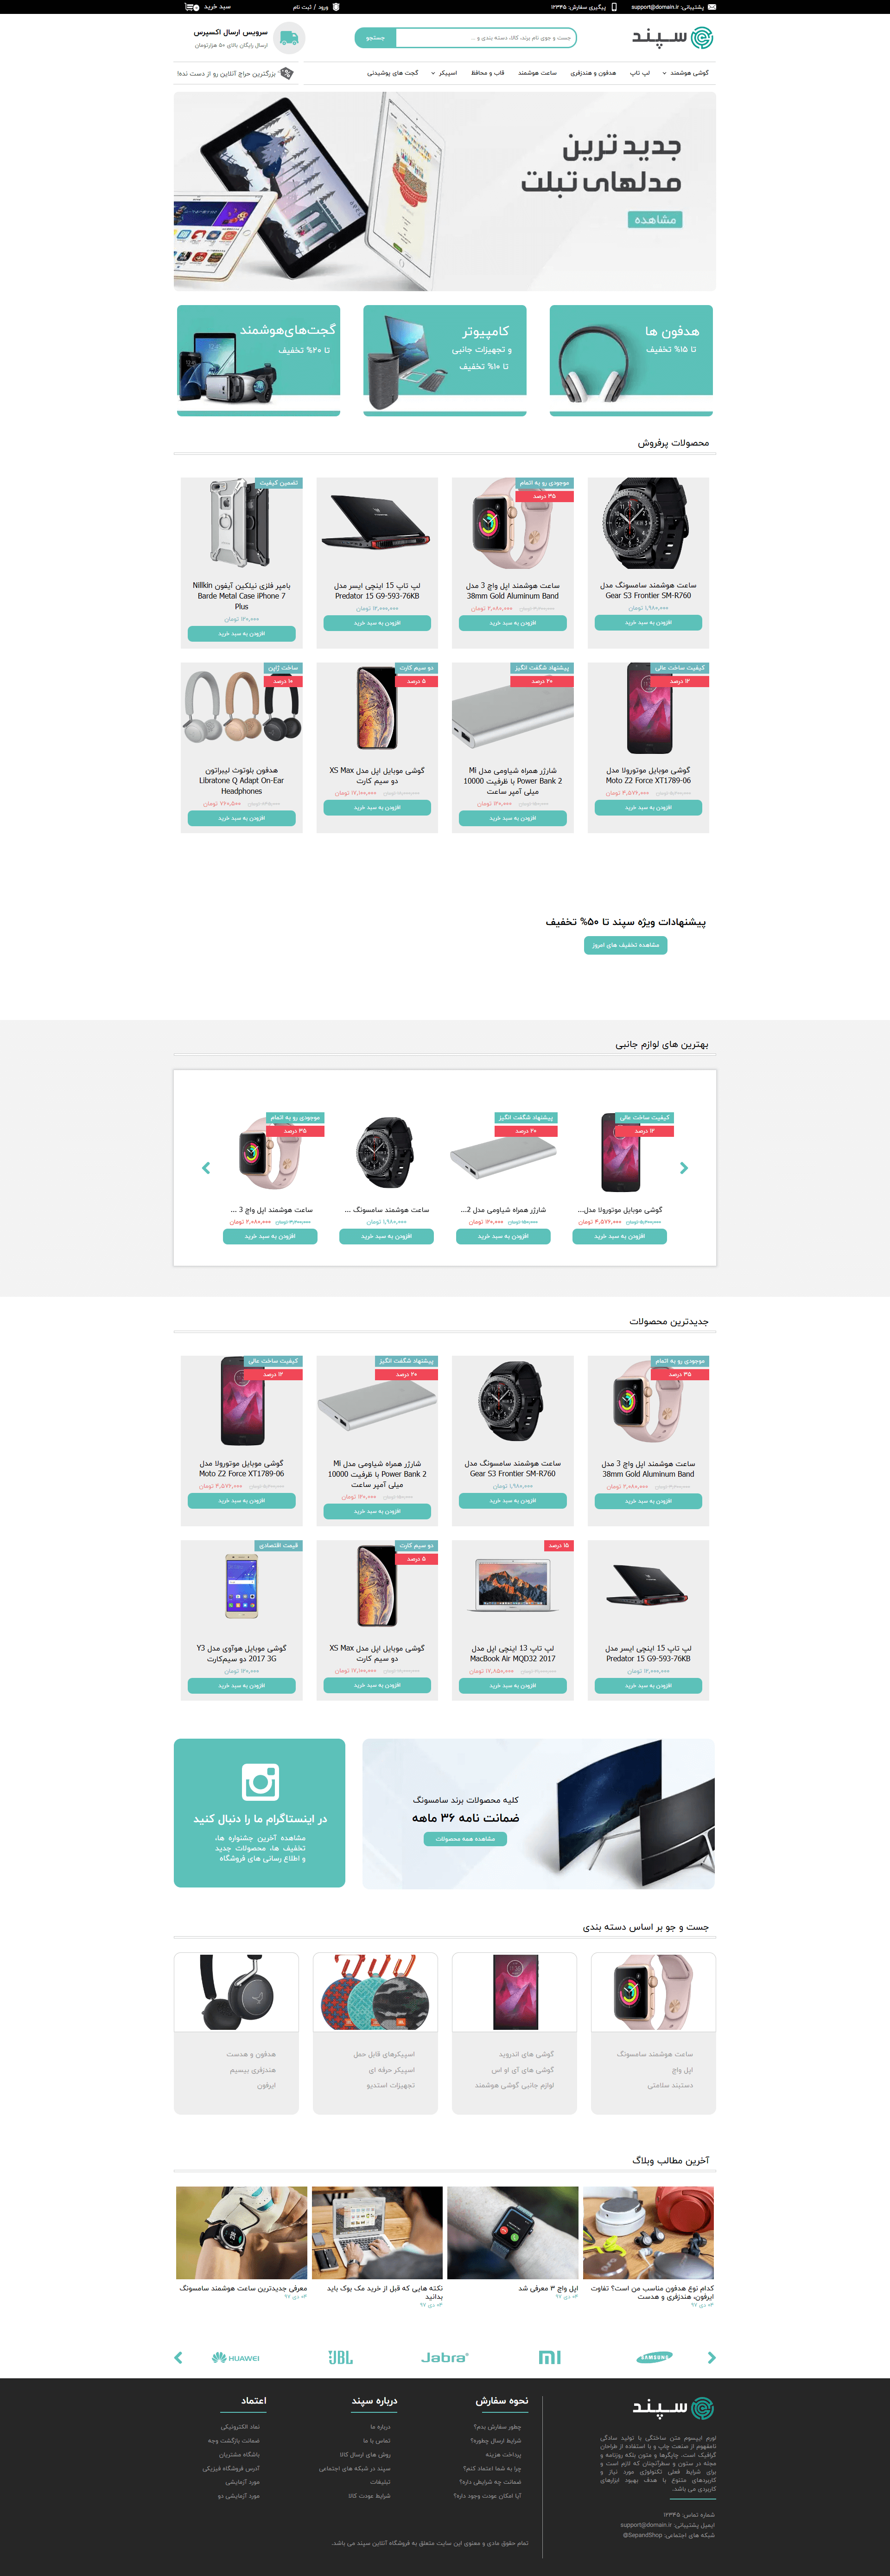 پشتیبانی: support@domain.ir
پیگیری سفارش: ۱۲۳۴۵
ورود / ثبت نام
سبد خرید
سپند
جست و جوی نام برند، کالا، دسته بندی و ...
جستجو
سرویس ارسال اکسپرس
ارسال رایگان بالای ۵۰ هزارتومان
گوشی هوشمند
لپ تاپ
هدفون و هندزفری
ساعت هوشمند
قاب و محافظ
اسپیکر
گجت های پوشیدنی
بزرگترین حراج آنلاین رو از دست نده!
جدید ترین
مدلهای تبلت
مشاهده
هدفون ها
تا ۱۵% تخفیف
کامپیوتر
و تجهیزات جانبی
تا ۱۰% تخفیف
گجت‌های‌هوشمند
تا ۲۰% تخفیف
محصولات پرفروش
ساعت هوشمند سامسونگ مدل
Gear S3 Frontier SM-R760
۱,۹۸۰,۰۰۰ تومان
افزودن به سبد خرید
موجودی رو به اتمام
۳۵ درصد
ساعت هوشمند اپل واچ 3 مدل
38mm Gold Aluminum Band
۲,۰۸۰,۰۰۰ تومان
افزودن به سبد خرید
لپ تاپ 15 اینچی ایسر مدل
Predator 15 G9-593-76KB
۱۲,۰۰۰,۰۰۰ تومان
افزودن به سبد خرید
تضمین کیفیت
بامپر فلزی نیلکین آیفون Nillkin
Barde Metal Case iPhone 7
Plus
۱۲۰,۰۰۰ تومان
افزودن به سبد خرید
کیفیت ساخت عالی
۱۲ درصد
گوشی موبایل موتورولا مدل
Moto Z2 Force XT1789-06
۴,۵۷۶,۰۰۰ تومان
افزودن به سبد خرید
پیشنهاد شگفت انگیز
۲۰ درصد
شارژر همراه شیاومی مدل Mi
Power Bank 2 با ظرفیت 10000
میلی آمپر ساعت
۱۲۰,۰۰۰ تومان
افزودن به سبد خرید
دو سیم کارت
۵ درصد
گوشی موبایل اپل مدل XS Max
دو سیم کارت
۱۷,۱۰۰,۰۰۰ تومان
افزودن به سبد خرید
ساخت ژاپن
۱۰ درصد
هدفون بلوتوث لیبراتون
Libratone Q Adapt On-Ear
Headphones
۷۲۰,۵۰۰ تومان
افزودن به سبد خرید
پیشنهادات ویژه سپند تا ۵۰% تخفیف
مشاهده تخفیف های امروز
بهترین های لوازم جانبی
کیفیت ساخت عالی
۱۲ درصد
گوشی موبایل موتورولا مدل...
۴,۵۷۶,۰۰۰ تومان
افزودن به سبد خرید
پیشنهاد شگفت انگیز
۲۰ درصد
شارژر همراه شیاومی مدل 2...
۱۲۰,۰۰۰ تومان
افزودن به سبد خرید
ساعت هوشمند سامسونگ ...
۱,۹۸۰,۰۰۰ تومان
افزودن به سبد خرید
موجودی رو به اتمام
۳۵ درصد
ساعت هوشمند اپل واچ 3 ...
۲,۰۸۰,۰۰۰ تومان
افزودن به سبد خرید
جدیدترین محصولات
موجودی رو به اتمام
۳۵ درصد
ساعت هوشمند اپل واچ 3 مدل
38mm Gold Aluminum Band
۲,۰۸۰,۰۰۰ تومان
افزودن به سبد خرید
ساعت هوشمند سامسونگ مدل
Gear S3 Frontier SM-R760
۱,۹۸۰,۰۰۰ تومان
افزودن به سبد خرید
پیشنهاد شگفت انگیز
۲۰ درصد
شارژر همراه شیاومی مدل Mi
Power Bank 2 با ظرفیت 10000
میلی آمپر ساعت
۱۲۰,۰۰۰ تومان
افزودن به سبد خرید
کیفیت ساخت عالی
۱۲ درصد
گوشی موبایل موتورولا مدل
Moto Z2 Force XT1789-06
۴,۵۷۶,۰۰۰ تومان
افزودن به سبد خرید
لپ تاپ 15 اینچی ایسر مدل
Predator 15 G9-593-76KB
۱۲,۰۰۰,۰۰۰ تومان
افزودن به سبد خرید
۱۵ درصد
لپ تاپ 13 اینچی اپل مدل
MacBook Air MQD32 2017
۱۷,۸۵۰,۰۰۰ تومان
افزودن به سبد خرید
دو سیم کارت
۵ درصد
گوشی موبایل اپل مدل XS Max
دو سیم کارت
۱۷,۱۰۰,۰۰۰ تومان
افزودن به سبد خرید
قیمت اقتصادی
گوشی موبایل هوآوی مدل Y3
2017 3G دو سیم‌کارت
۱۲۰,۰۰۰ تومان
افزودن به سبد خرید
کلیه محصولات برند سامسونگ
ضمانت نامه ۳۶ ماهه
مشاهده همه محصولات
در اینستاگرام ما را دنبال کنید
مشاهده آخرین جشنواره ها،
تخفیف ها، محصولات جدید
و اطلاع رسانی های فروشگاه
جست و جو بر اساس دسته بندی
ساعت هوشمند سامسونگ
اپل واچ
دستبند سلامتی
گوشی های اندروید
گوشی های آی او اس
لوازم جانبی گوشی هوشمند
اسپیکرهای قابل حمل
اسپیکر حرفه ای
تجهیزات استدیو
هدفون و هدست
هندزفری بیسیم
ایرفون
آخرین مطالب وبلاگ
کدام نوع هدفون مناسب من است؟ تفاوت
ایرفون، هندزفری و هدست
۰۴ دی ۹۷
اپل واچ ۳ معرفی شد
۰۴ دی ۹۷
نکته هایی که قبل از خرید مک بوک باید
بدانید
۰۴ دی ۹۷
معرفی جدیدترین ساعت هوشمند سامسونگ
۰۴ دی ۹۷
SAMSUNG
MI
Jabra
JBL
HUAWEI
سپند
لورم ایپسوم متن ساختگی با تولید سادگی
نامفهوم از صنعت چاپ و با استفاده از طراحان
گرافیک است. چاپگرها و متون بلکه روزنامه و
مجله در ستون و سطرآنچنان که لازم است و
برای شرایط فعلی تکنولوژی مورد نیاز و
کاربردهای متنوع با هدف بهبود ابزارهای
کاربردی می باشد.
شماره تماس: ۱۲۳۴۵
ایمیل پشتیبانی: support@domain.ir
شبکه های اجتماعی: SepandShop@
نحوه سفارش
چطور سفارش بدم؟
شرایط ارسال چطوره؟
پرداخت هزینه
چرا به شما اعتماد کنم؟
ضمانت چه شرایطی داره؟
آیا امکان عودت وجود داره؟
درباره سپند
درباره ما
تماس با ما
روش های ارسال کالا
سپند در شبکه های اجتماعی
تبلیغات
شرایط عودت کالا
اعتماد
نماد الکترونیکی
ضمانت بازگشت وجه
باشگاه مشتریان
آدرس فروشگاه فیزیکی
مورد آزمایشی
مورد آزمایشی دو
تمام حقوق مادی و معنوی این سایت متعلق به فروشگاه آنلاین سپند می باشد.